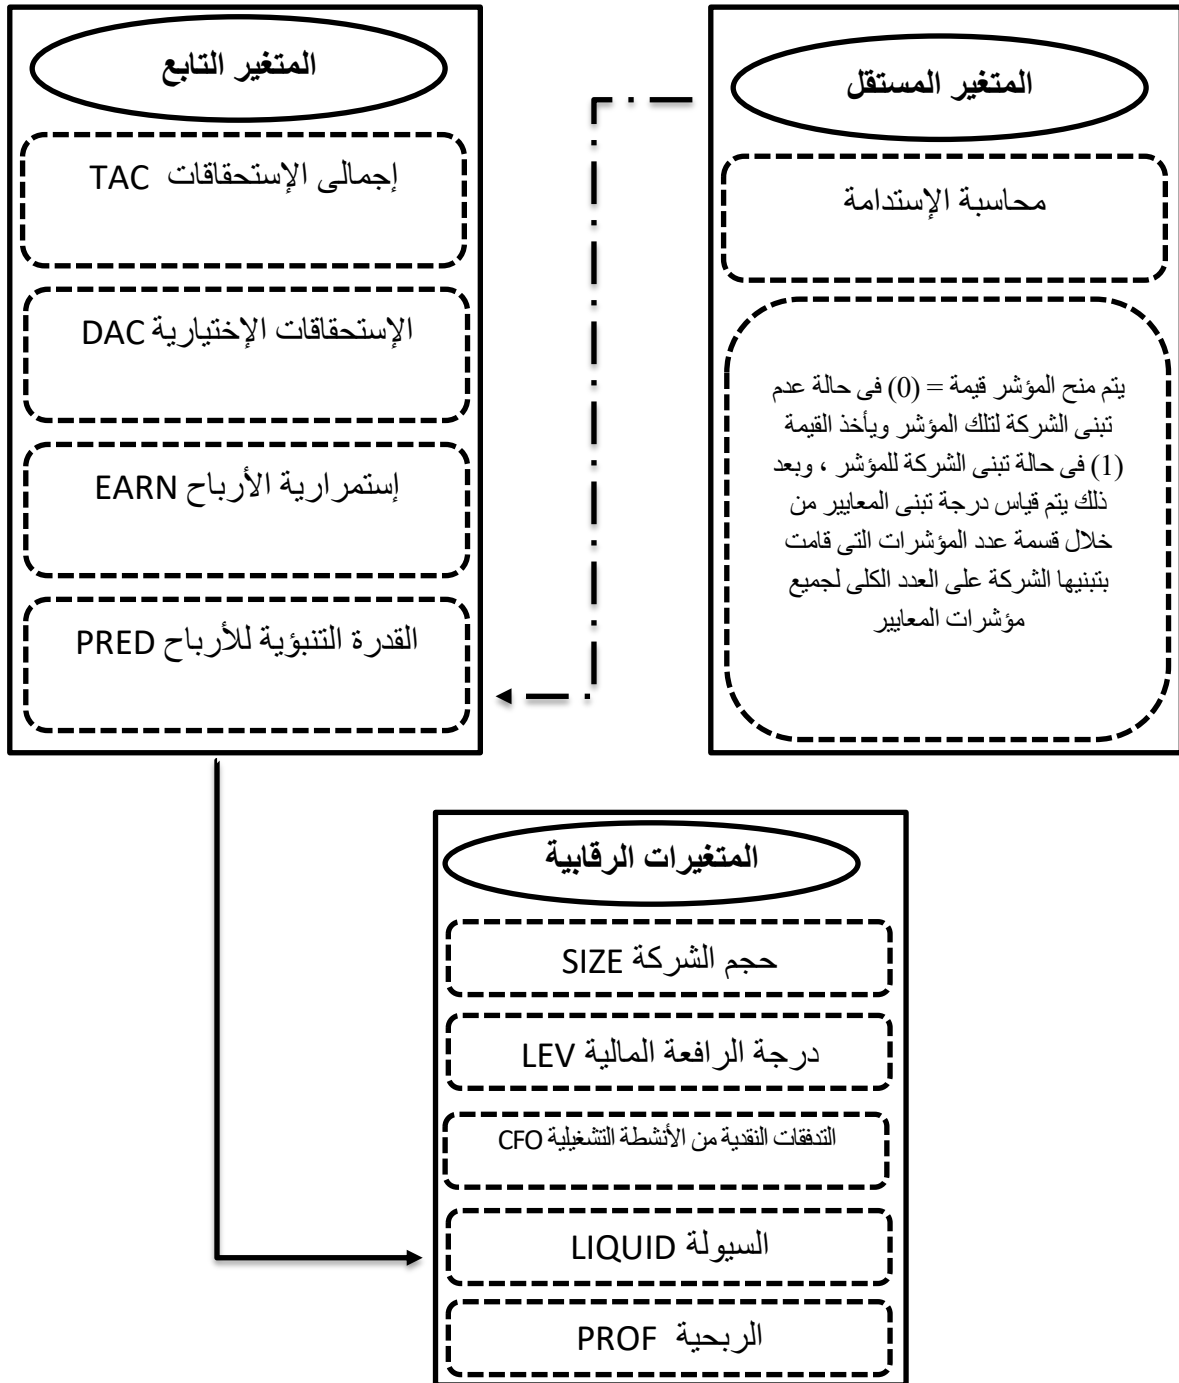 المتغير المستقل
محاسبة الإستدامة
يتم منح المؤشر قيمة = (0) فى حالة عدم
تبنى الشركة لتلك المؤشر ويأخذ القيمة
(1) فى حالة تبنى الشركة للمؤشر ، وبعد
ذلك يتم قياس درجة تبنى المعايير من
خلال قسمة عدد المؤشرات التى قامت
بتبنيها الشركة على العدد الكلى لجميع
مؤشرات المعايير
المتغير التابع
إجمالى الإستحقاقات TAC
الإستحقاقات الإختيارية DAC
إستمرارية الأرباح EARN
القدرة التنبؤية للأرباح PRED
المتغيرات الرقابية
حجم الشركة SIZE
درجة الرافعة المالية LEV
التدفقات النقدية من الأنشطة التشغيلية CFO
السيولة LIQUID
الربحية PROF